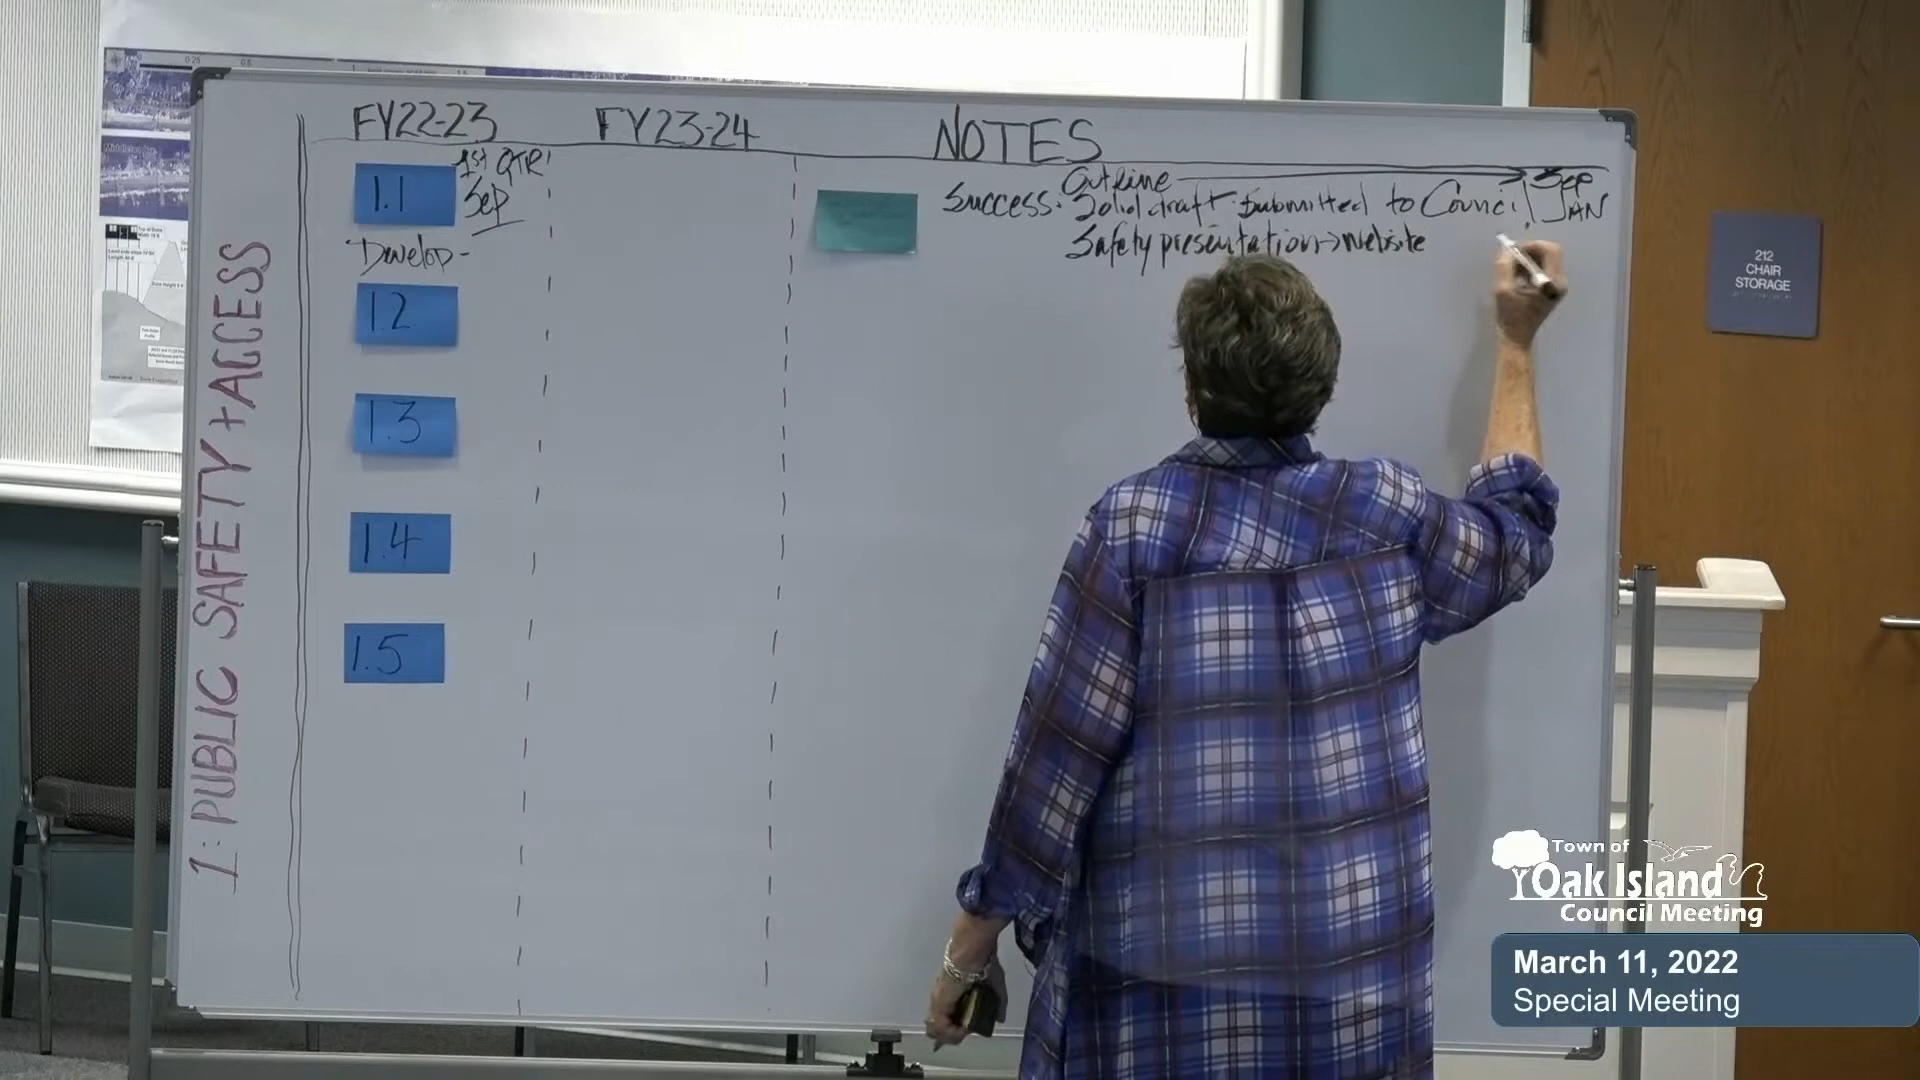 FY22-23
FY23-24
NOTES
1.1
1st QTR
Sep
Develop-
1.2
1.3
1.4
1.5
1: PUBLIC SAFETY + ACCESS
Outline Sep
Success: Solid draft submitted to Council JAN
Safety presentation → website
212
CHAIR
STORAGE
Town of
Oak Island
Council Meeting
March 11, 2022
Special Meeting